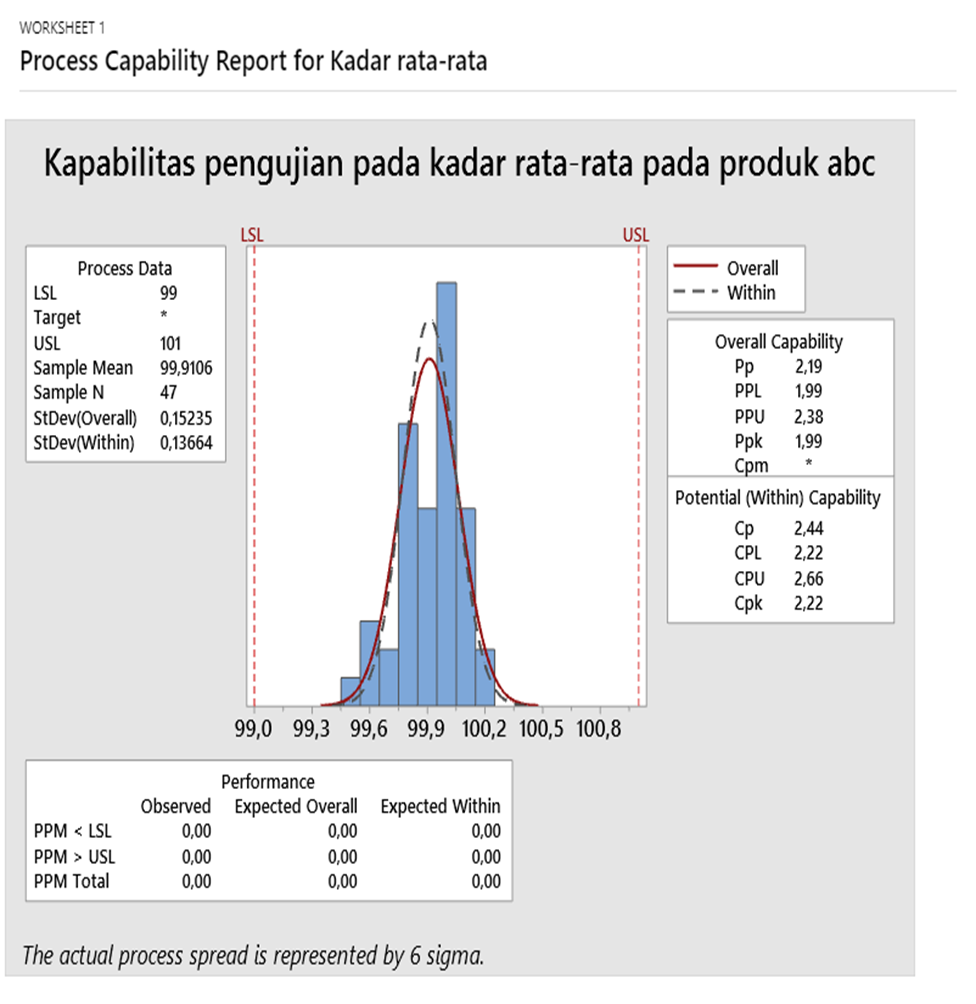 WORKSHEET 1
Process Capability Report for Kadar rata-rata
Kapabilitas pengujian pada kadar rata-rata pada produk abc
LSL USL
Process Data
LSL 99
Target *
USL 101
Sample Mean 99,9106
Sample N 47
StDev(Overall) 0,15235
StDev(Within) 0,13664
Overall
Within
Overall Capability
Pp 2,19
PPL 1,99
PPU 2,38
Ppk 1,99
Cpm *
Potential (Within) Capability
Cp 2,44
CPL 2,22
CPU 2,66
Cpk 2,22
99,0 99,3 99,6 99,9 100,2 100,5 100,8
Performance
Observed Expected Overall Expected Within
PPM < LSL 0,00 0,00 0,00
PPM > USL 0,00 0,00 0,00
PPM Total 0,00 0,00 0,00
The actual process spread is represented by 6 sigma.